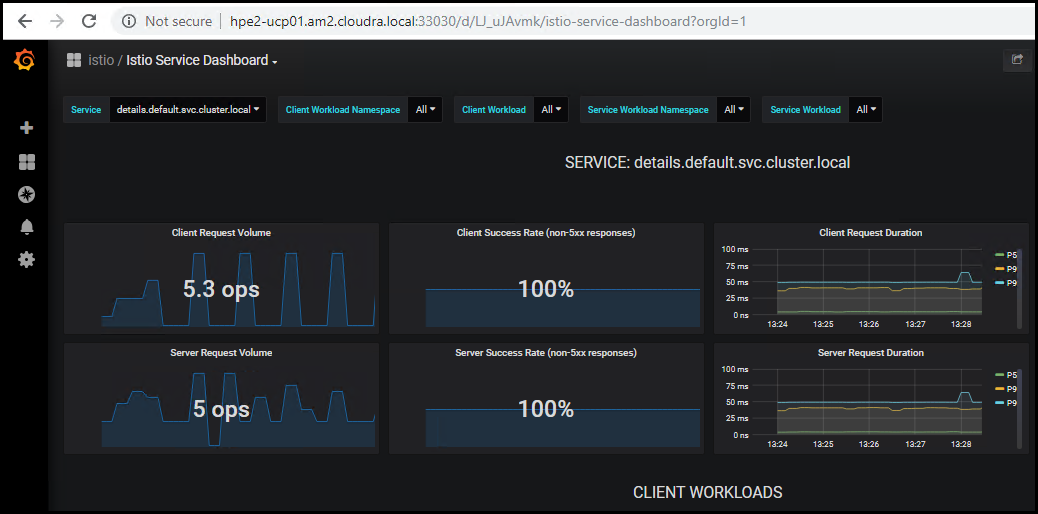 Not secure | hpe2-ucp01.am2.cloudra.local:33030/d/LJ_uJAvmk/istio-service-dashboard?orgId=1
istio / Istio Service Dashboard
Service details.default.svc.cluster.local Client Workload Namespace All Client Workload All Service Workload Namespace All Service Workload All
SERVICE: details.default.svc.cluster.local
Client Request Volume
5.3 ops
Client Success Rate (non-5xx responses)
100%
Client Request Duration
100 ms
75 ms
50 ms
25 ms
0 ns
13:24 13:25 13:26 13:27 13:28
P5
P9
P9
Server Request Volume
5 ops
Server Success Rate (non-5xx responses)
100%
Server Request Duration
100 ms
75 ms
50 ms
25 ms
0 ns
13:24 13:25 13:26 13:27 13:28
P5
P9
P9
CLIENT WORKLOADS